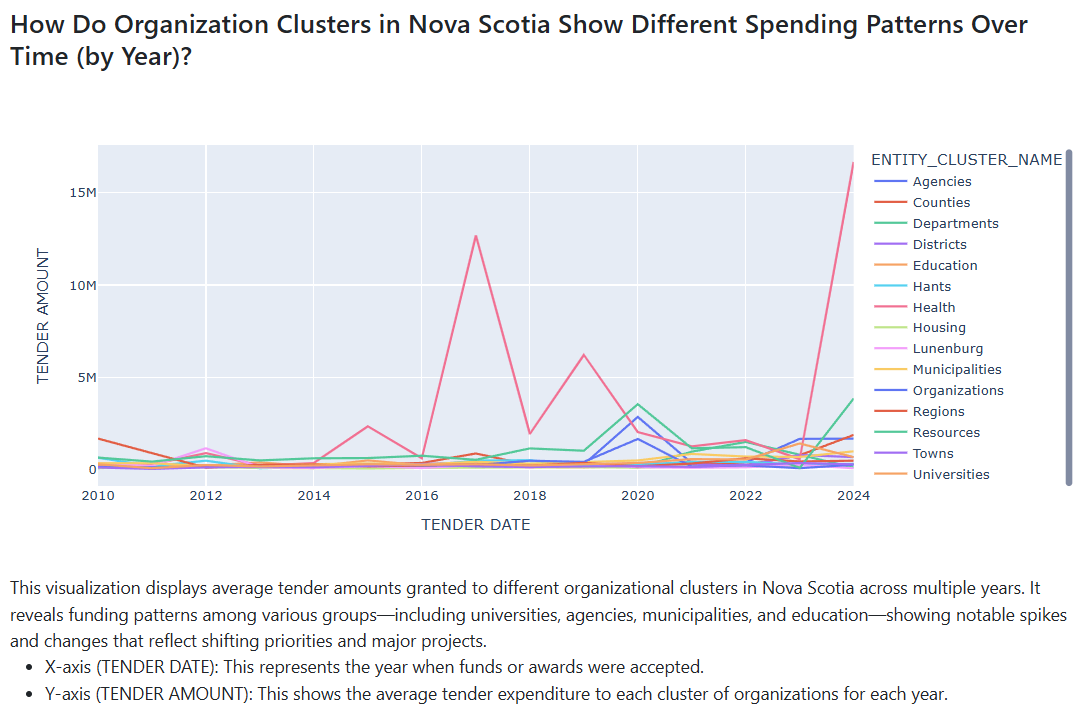 How Do Organization Clusters in Nova Scotia Show Different Spending Patterns Over
Time (by Year)?
ENTITY_CLUSTER_NAME
Agencies
Counties
Departments
Districts
Education
Hants
Health
Housing
Lunenburg
Municipalities
Organizations
Regions
Resources
Towns
Universities
TENDER AMOUNT
15M
10M
5M
0
2010 2012 2014 2016 2018 2020 2022 2024
TENDER DATE
This visualization displays average tender amounts granted to different organizational clusters in Nova Scotia across multiple years. It
reveals funding patterns among various groups—including universities, agencies, municipalities, and education—showing notable spikes
and changes that reflect shifting priorities and major projects.
• X-axis (TENDER DATE): This represents the year when funds or awards were accepted.
• Y-axis (TENDER AMOUNT): This shows the average tender expenditure to each cluster of organizations for each year.